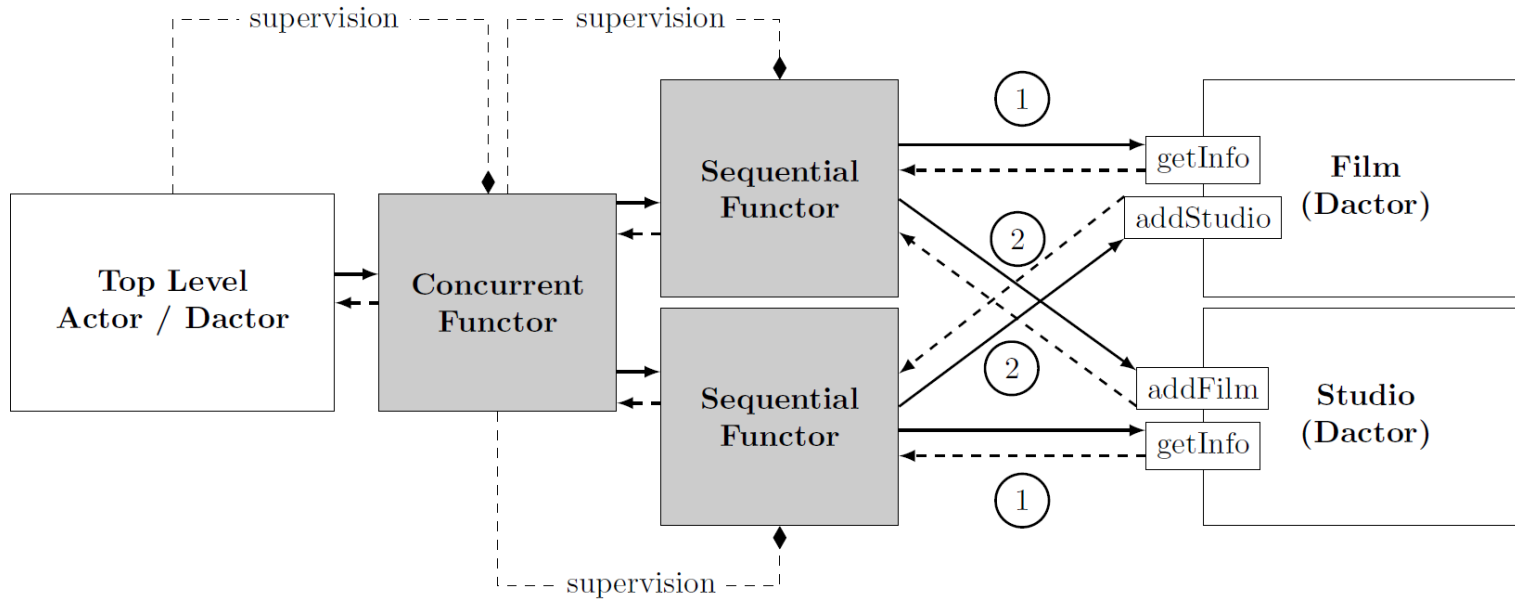 supervision
supervision
1
getInfo
Sequential
Functor
Film
(Dactor)
addStudio
2
Top Level
Actor / Dactor
Concurrent
Functor
2
addFilm
Sequential
Functor
Studio
(Dactor)
getInfo
1
supervision